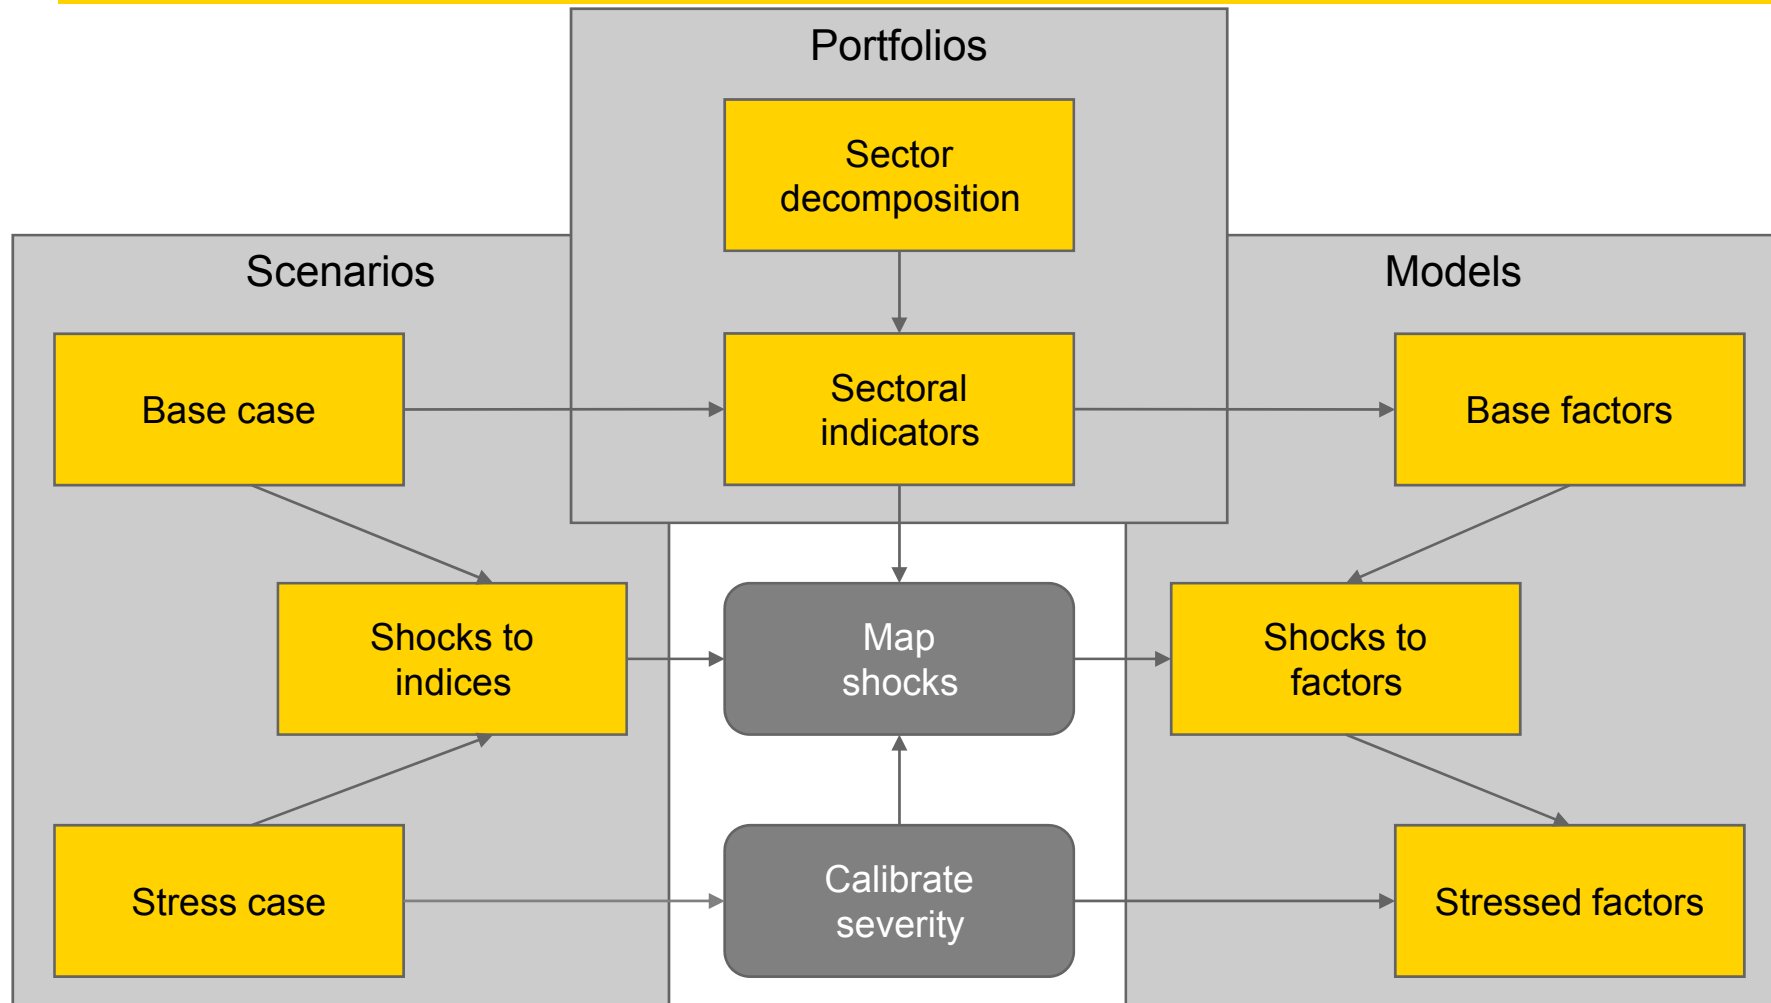 Portfolios
Sector
decomposition
Scenarios
Models
Base case
Sectoral
indicators
Base factors
Shocks to
indices
Map
shocks
Shocks to
factors
Stress case
Calibrate
severity
Stressed factors